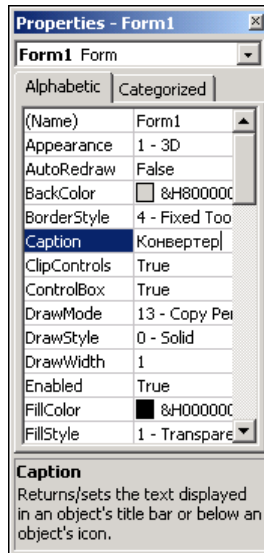 Properties - Form1
Form1 Form
Alphabetic Categorized
(Name) Form1
Appearance 1 - 3D
AutoRedraw False
BackColor &H800000
BorderStyle 4 - Fixed Too
Caption Конвертер
ClipControls True
ControlBox True
DrawMode 13 - Copy Per
DrawStyle 0 - Solid
DrawWidth 1
Enabled True
FillColor &H000000
FillStyle 1 - Transpare
Caption
Returns/sets the text displayed
in an object's title bar or below an
object's icon.